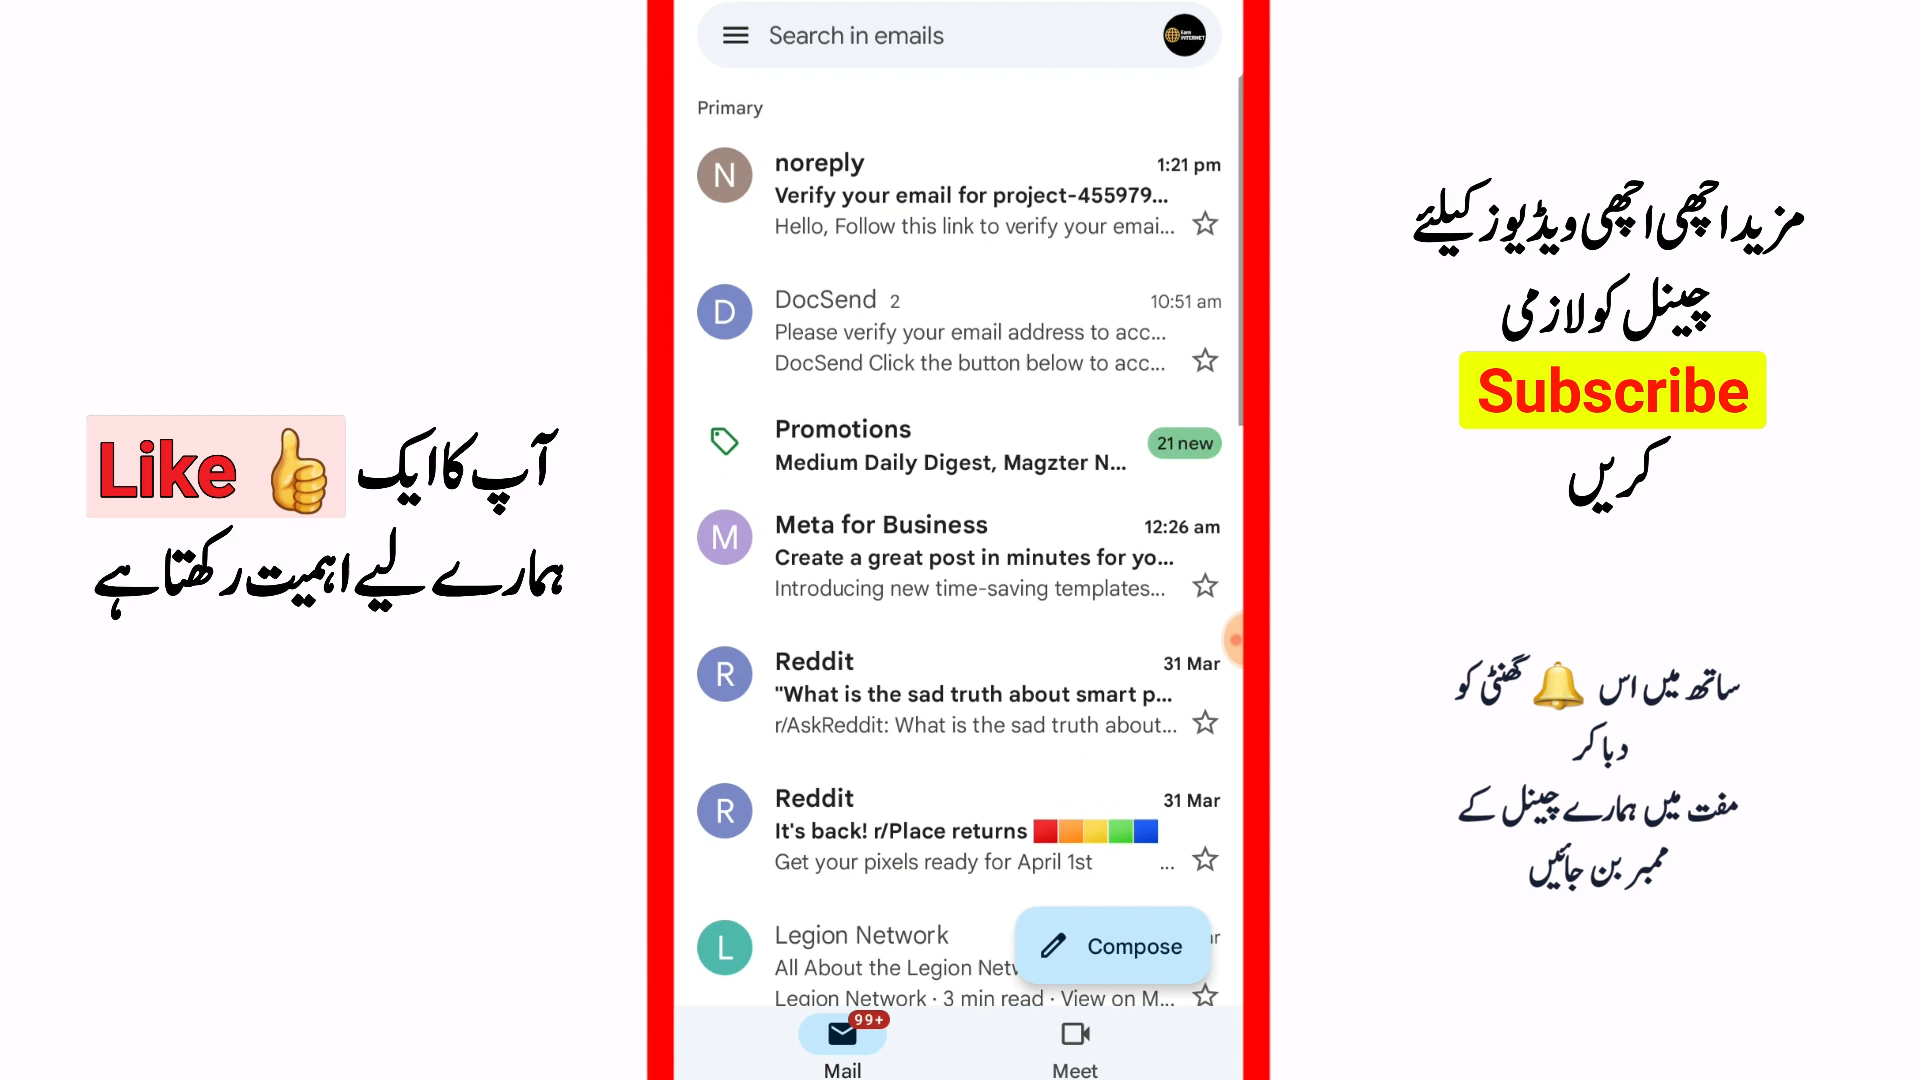 آپ کا ایک Like 👍
ہمارے لیے اہمیت رکھتا ہے
Search in emails
Earn INTERNET
Primary
N
noreply
1:21 pm
Verify your email for project-455979...
Hello, Follow this link to verify your emai...
D
DocSend 2
10:51 am
Please verify your email address to acc...
DocSend Click the button below to acc...
Promotions
21 new
Medium Daily Digest, Magzter N...
M
Meta for Business
12:26 am
Create a great post in minutes for yo...
Introducing new time-saving templates...
R
Reddit
31 Mar
"What is the sad truth about smart p...
r/AskReddit: What is the sad truth about...
R
Reddit
31 Mar
It's back! r/Place returns 🟥🟧🟨🟩🟦
Get your pixels ready for April 1st ...
L
Legion Network
All About the Legion Netw
Legion Network · 3 min read · View on M...
Compose
99+
Mail
Meet
مزید اچھی اچھی ویڈیوز کیلئے
چینل کو لازمی
Subscribe
کریں
ساتھ میں اس 🔔 گھنٹی کو
دبا کر
مفت میں ہمارے چینل کے
ممبر بن جائیں